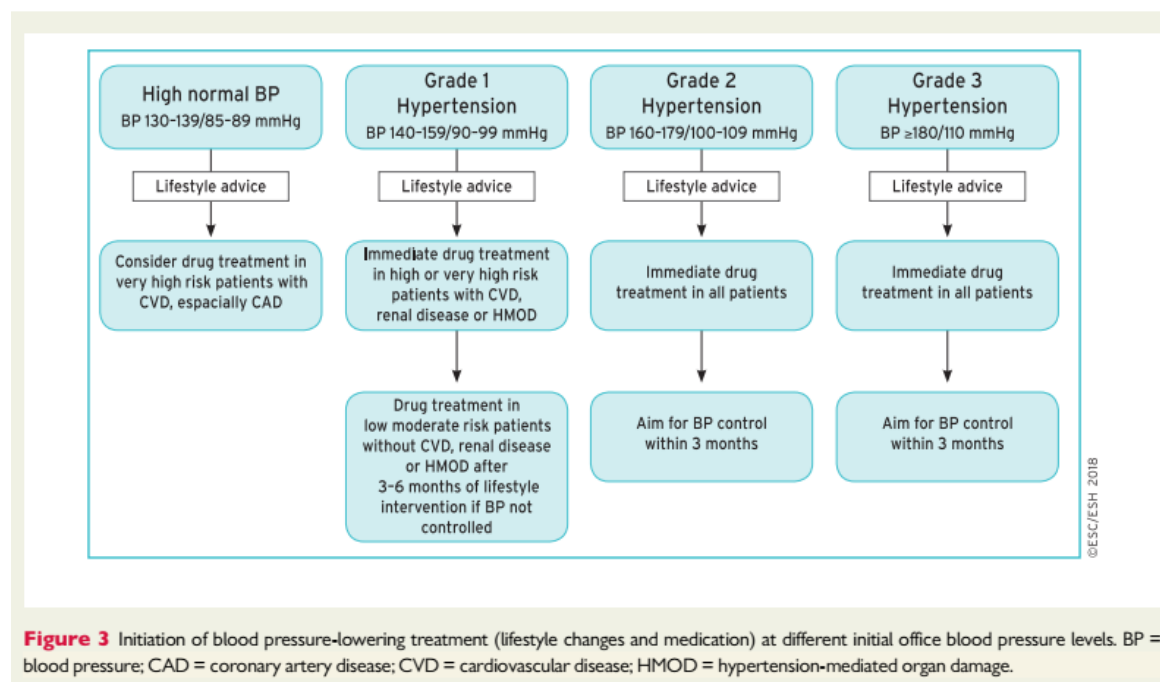 High normal BP
BP 130-139/85-89 mmHg
Lifestyle advice
Consider drug treatment in
very high risk patients with
CVD, espacially CAD
Grade 1
Hypertension
BP 140-159/90-99 mmHg
Lifestyle advice
Immediate drug treatment
in high or very high risk
patients with CVD,
renal disease or HMOD
Drug treatment in
low moderate risk patients
without CVD, renal disease
or HMOD after
3-6 months of lifestyle
intervention if BP not
controlled
Grade 2
Hypertension
BP 160-179/100-109 mmHg
Lifestyle advice
Immediate drug
treatment in all patients
Aim for BP control
within 3 months
Grade 3
Hypertension
BP ≥180/110 mmHg
Lifestyle advice
Immediate drug
treatment in all patients
Aim for BP control
within 3 months
©ESC/ESH 2018
Figure 3 Initiation of blood pressure-lowering treatment (lifestyle changes and medication) at different initial office blood pressure levels. BP =
blood pressure; CAD = coronary artery disease; CVD = cardiovascular disease; HMOD = hypertension-mediated organ damage.